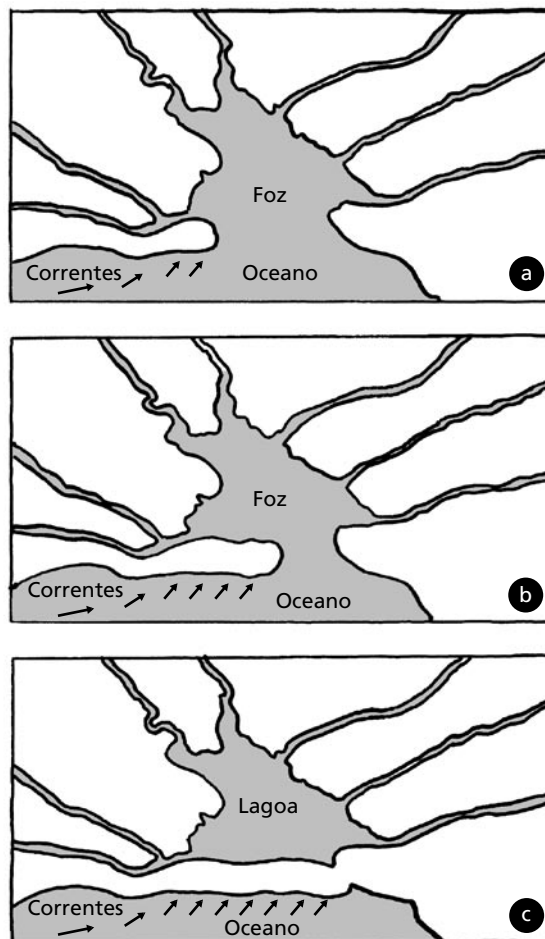 Foz
Correntes
Oceano
a
Foz
Correntes
Oceano
b
Lagoa
Correntes
Oceano
c